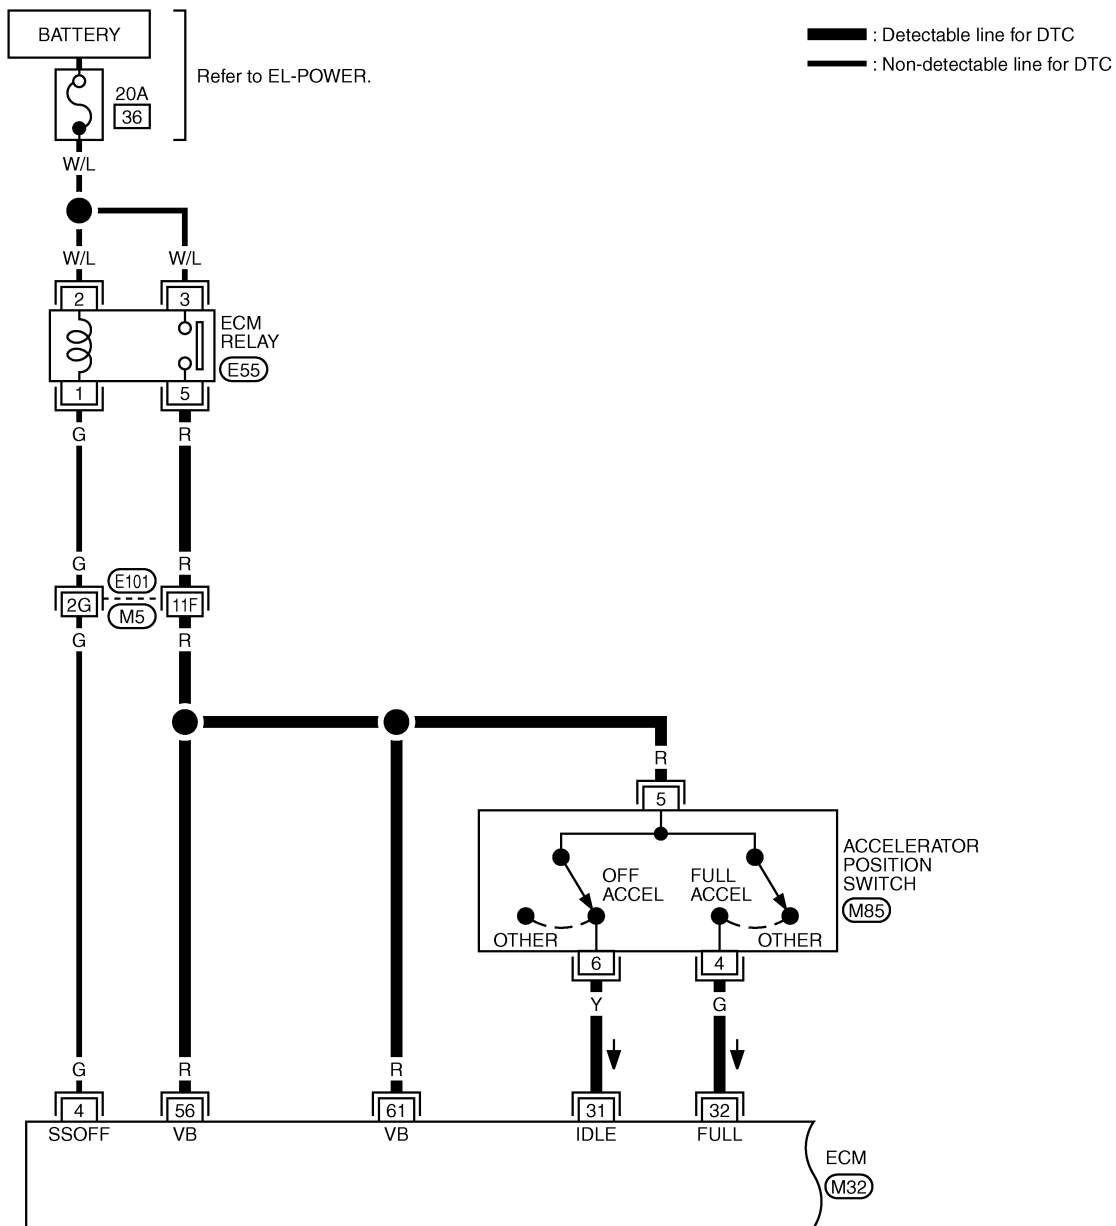 BATTERY
: Detectable line for DTC
: Non-detectable line for DTC
Refer to EL-POWER.
20A
36
W/L
W/L
W/L
2
3
ECM
RELAY
E55
1
5
G
R
G
R
E101
2G
11F
M5
G
R
R
5
ACCELERATOR
POSITION
SWITCH
M85
OFF
ACCEL
FULL
ACCEL
OTHER
OTHER
6
4
Y
G
G
R
R
4
56
61
31
32
SSOFF
VB
VB
IDLE
FULL
ECM
M32